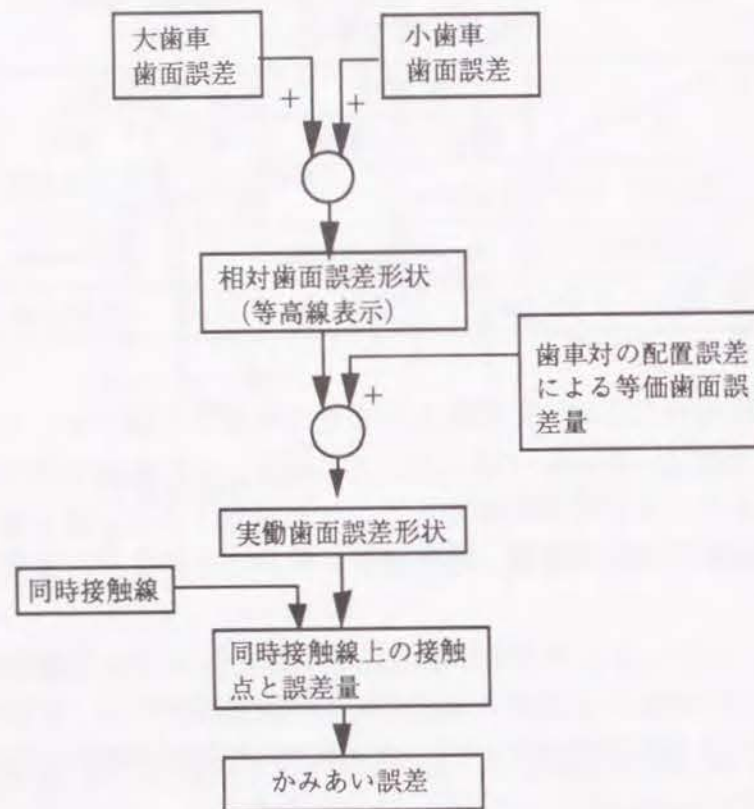 大歯車
歯面誤差
小歯車
歯面誤差
+
+
相対歯面誤差形状
(等高線表示)
歯車対の配置誤差
による等価歯面誤
差量
+
実働歯面誤差形状
同時接触線
同時接触線上の接触
点と誤差量
かみあい誤差